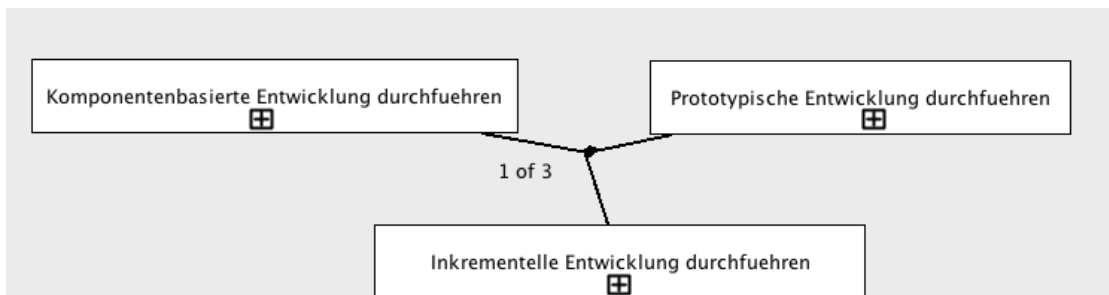 Komponentenbasierte Entwicklung durchfuehren
Prototypische Entwicklung durchfuehren
1 of 3
Inkrementelle Entwicklung durchfuehren